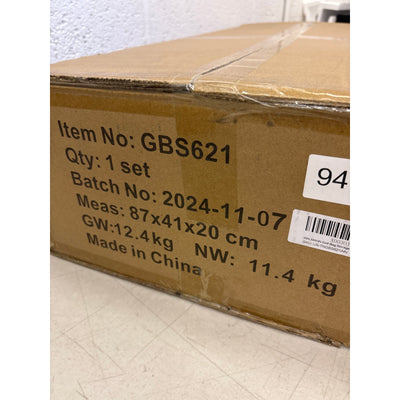 Item No: GBS621
Qty: 1 set
Batch No: 2024-11-07
Meas: 87x41x20 cm
GW:12.4kg NW: 11.4 kg
Made in China
94